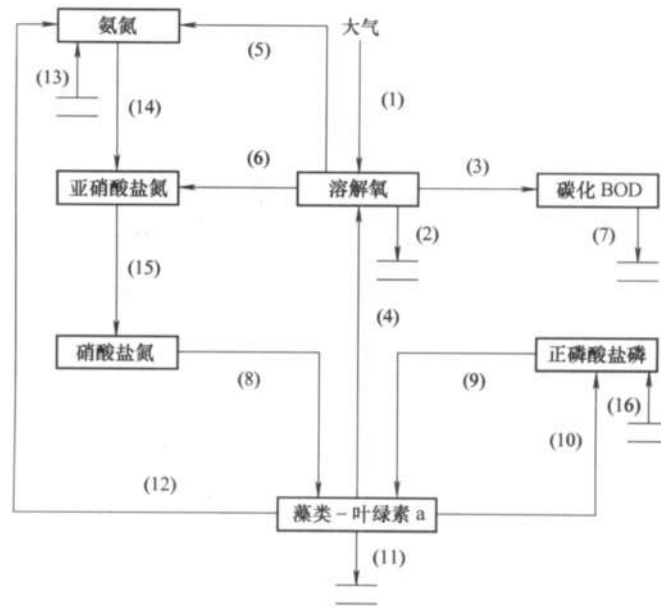 氨氮
(5)
大气
(13)
(14)
(1)
(6)
(3)
亚硝酸盐氮
溶解氧
碳化 BOD
(2)
(7)
(15)
(4)
硝酸盐氮
正磷酸盐磷
(8)
(9)
(16)
(10)
(12)
藻类-叶绿素 a
(11)